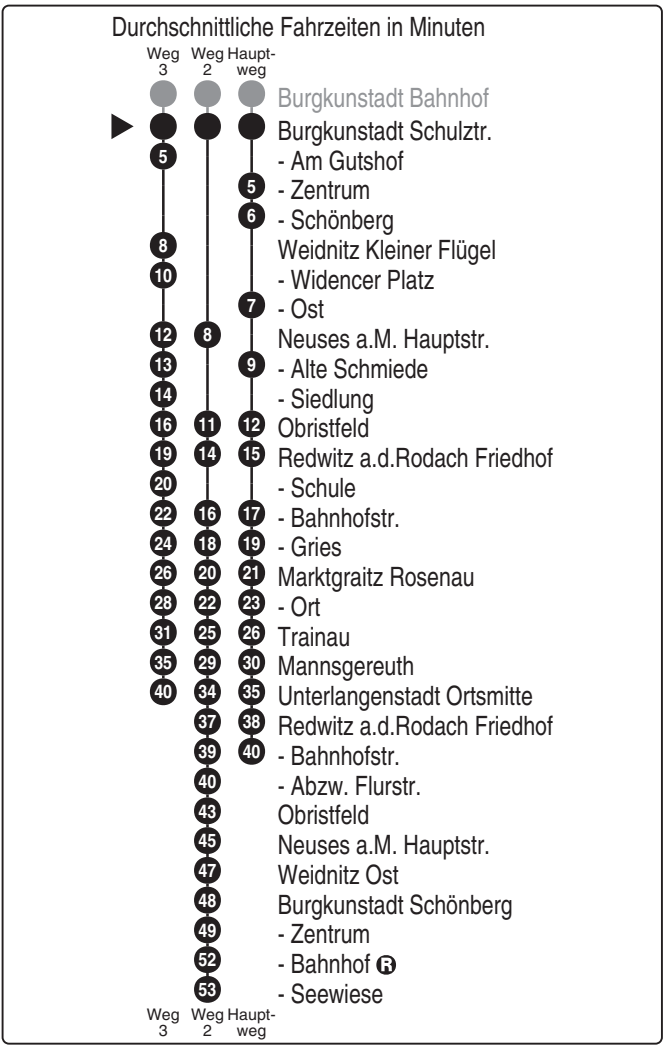 Durchschnittliche Fahrzeiten in Minuten
Weg Weg Haupt-
3 2 weg
Burgkunstadt Bahnhof
Burgkunstadt Schulztr.
5 - Am Gutshof
5 - Zentrum
6 - Schönberg
8 Weidnitz Kleiner Flügel
10 - Widencer Platz
7 - Ost
12 8 Neuses a.M. Hauptstr.
13 9 - Alte Schmiede
14 - Siedlung
16 11 12 Obristfeld
19 14 15 Redwitz a.d.Rodach Friedhof
20 - Schule
22 16 17 - Bahnhofstr.
24 18 19 - Gries
26 20 21 Marktgraitz Rosenau
28 22 23 - Ort
31 25 26 Trainau
35 29 30 Mannsgereuth
40 34 35 Unterlangenstadt Ortsmitte
37 38 Redwitz a.d.Rodach Friedhof
39 40 - Bahnhofstr.
40 - Abzw. Flurstr.
43 Obristfeld
45 Neuses a.M. Hauptstr.
47 Weidnitz Ost
48 Burgkunstadt Schönberg
49 - Zentrum
52 - Bahnhof R
53 - Seewiese
Weg Weg Haupt-
3 2 weg